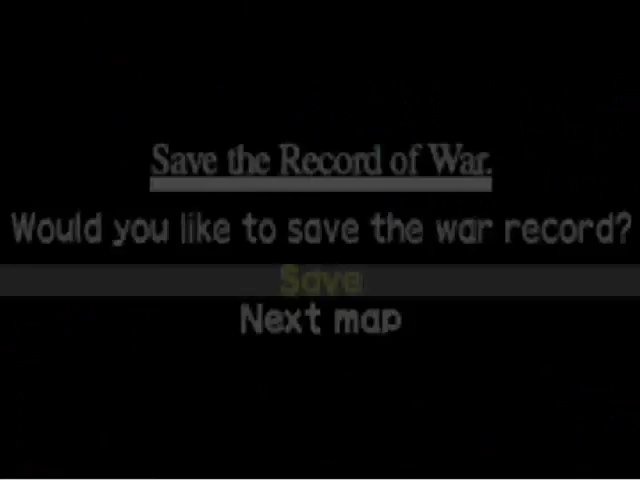 Save the Record of War.
Would you like to save the war record?
Save
Next map